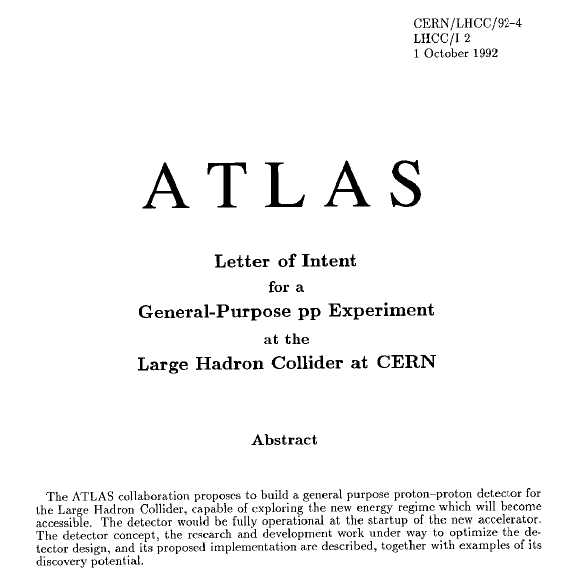 CERN/LHCC/92-4
LHCC/I 2
1 October 1992
ATLAS
Letter of Intent
for a
General-Purpose pp Experiment
at the
Large Hadron Collider at CERN
Abstract
The ATLAS collaboration proposes to build a general purpose proton–proton detector for
the Large Hadron Collider, capable of exploring the new energy regime which will become
accessible. The detector would be fully operational at the startup of the new accelerator.
The detector concept, the research and development work under way to optimize the de-
tector design, and its proposed implementation are described, together with examples of its
discovery potential.